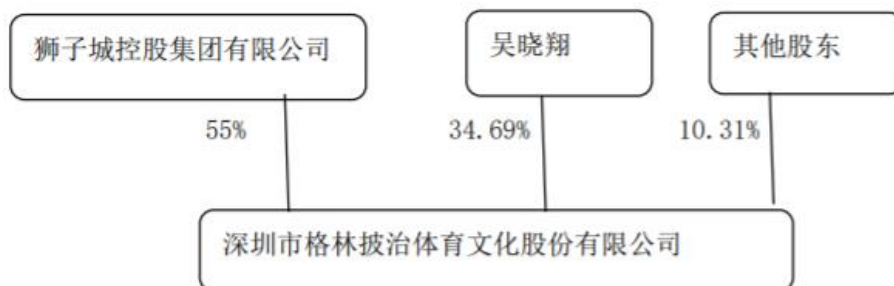 狮子城控股集团有限公司
吴晓翔
其他股东
55%
34.69%
10.31%
深圳市格林披治体育文化股份有限公司